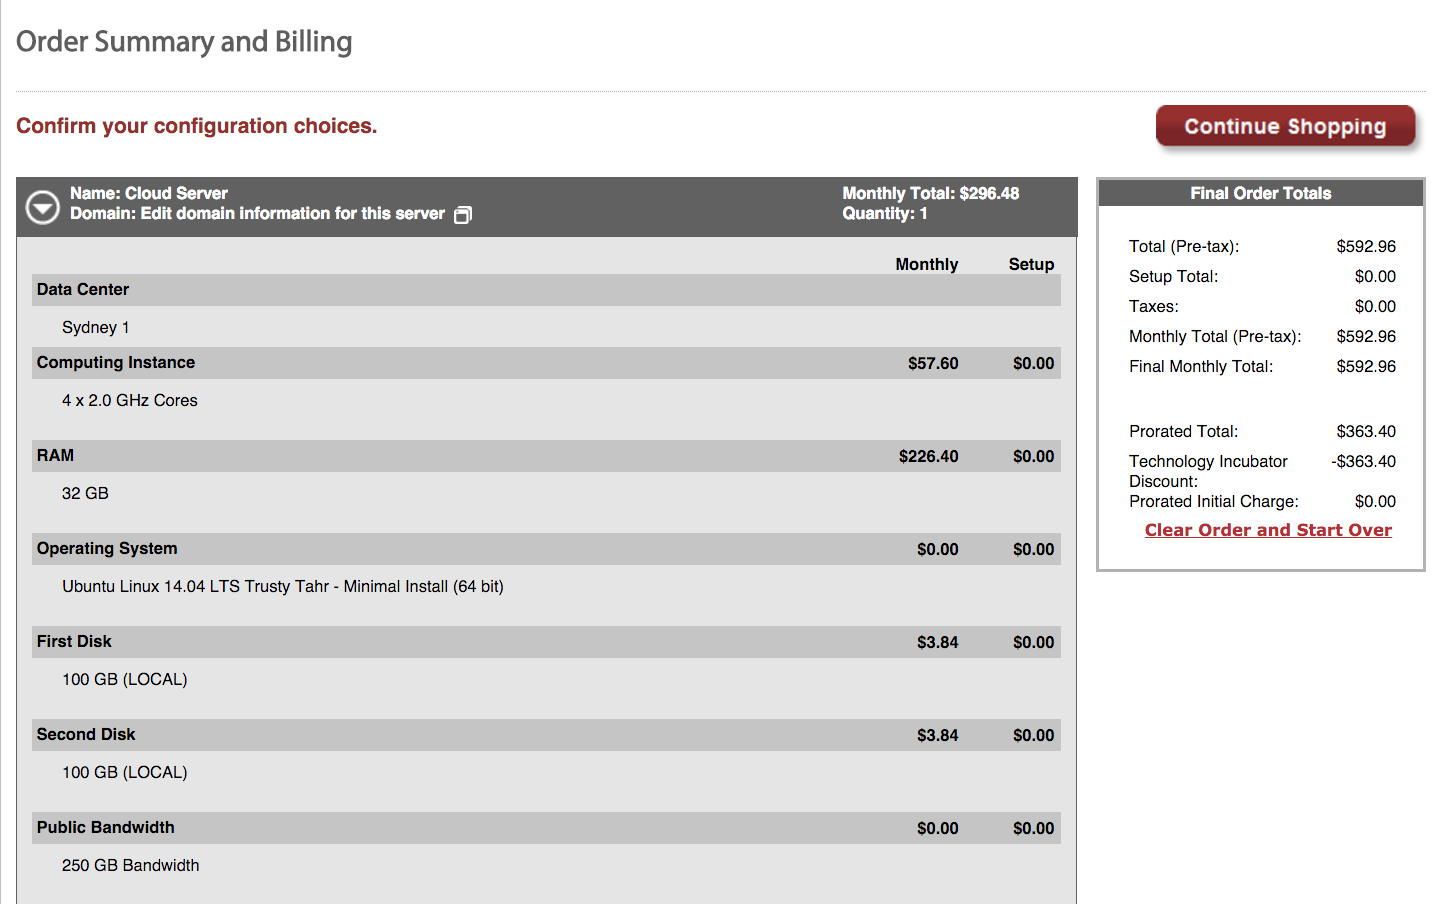 Order Summary and Billing
Confirm your configuration choices.
Continue Shopping
Name: Cloud Server
Domain: Edit domain information for this server
Monthly Total: $296.48
Quantity: 1
Monthly Setup
Data Center
Sydney 1
Computing Instance $57.60 $0.00
4 x 2.0 GHz Cores
RAM $226.40 $0.00
32 GB
Operating System $0.00 $0.00
Ubuntu Linux 14.04 LTS Trusty Tahr - Minimal Install (64 bit)
First Disk $3.84 $0.00
100 GB (LOCAL)
Second Disk $3.84 $0.00
100 GB (LOCAL)
Public Bandwidth $0.00 $0.00
250 GB Bandwidth
Final Order Totals
Total (Pre-tax): $592.96
Setup Total: $0.00
Taxes: $0.00
Monthly Total (Pre-tax): $592.96
Final Monthly Total: $592.96
Prorated Total: $363.40
Technology Incubator -$363.40
Discount:
Prorated Initial Charge: $0.00
Clear Order and Start Over